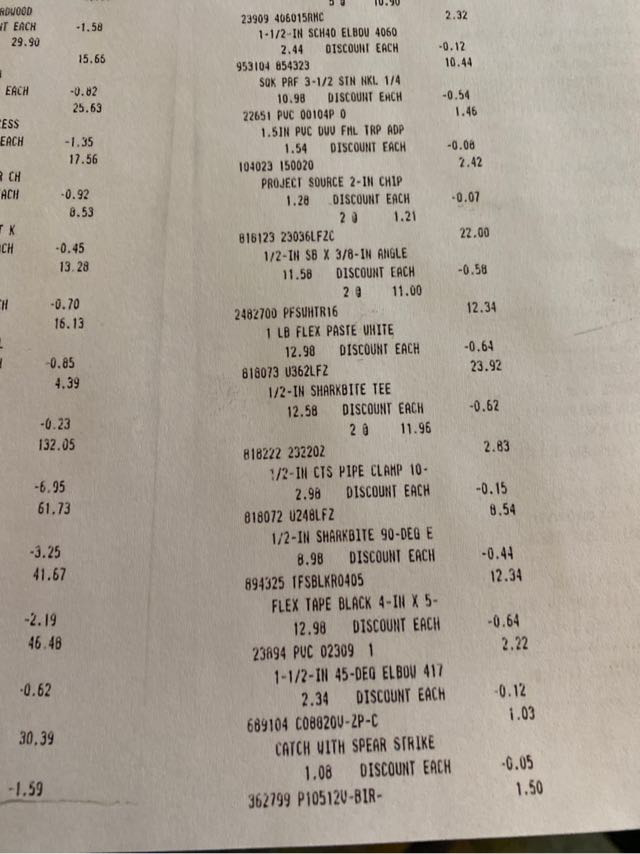 RDWOOD
NT EACH -1.58
29.90
15.65
EACH -0.82
25.63
ESS
EACH -1.35
17.56
R CH
ACH -0.92
8.53
T K
CH -0.45
13.28
CH -0.70
16.13
-0.85
4.39
-0.23
132.05
-6.95
61.73
-3.25
41.67
-2.19
46.48
-0.62
30.39
-1.59
5 @ 10.90
23909 406015RMC 2.32
1-1/2-IN SCH40 ELBOW 4060
2.44 DISCOUNT EACH -0.12
953104 854323 10.44
SQK PRF 3-1/2 STN NKL 1/4
10.98 DISCOUNT EACH -0.54
22651 PVC 00104P 0 1.46
1.5IN PVC DWV FHL TRP ADP
1.54 DISCOUNT EACH -0.08
104023 150020 2.42
PROJECT SOURCE 2-IN CHIP
1.28 DISCOUNT EACH -0.07
2 @ 1.21
818123 23036LFZC 22.00
1/2-IN SB X 3/8-IN ANGLE
11.58 DISCOUNT EACH -0.58
2 @ 11.00
2482700 PFSWHTR16 12.34
1 LB FLEX PASTE WHITE
12.98 DISCOUNT EACH -0.64
818073 U362LFZ 23.92
1/2-IN SHARKBITE TEE
12.58 DISCOUNT EACH -0.62
2 @ 11.96
818222 23220Z 2.83
1/2-IN CTS PIPE CLAMP 10-
2.98 DISCOUNT EACH -0.15
818072 U248LFZ 8.54
1/2-IN SHARKBITE 90-DEG E
8.98 DISCOUNT EACH -0.44
894325 TFSBLKR0405 12.34
FLEX TAPE BLACK 4-IN X 5-
12.98 DISCOUNT EACH -0.64
23894 PVC 02309 1 2.22
1-1/2-IN 45-DEG ELBOW 417
2.34 DISCOUNT EACH -0.12
689104 C08820V-ZP-C 1.03
CATCH WITH SPEAR STRIKE
1.08 DISCOUNT EACH -0.05
362799 P10512V-BIR- 1.50